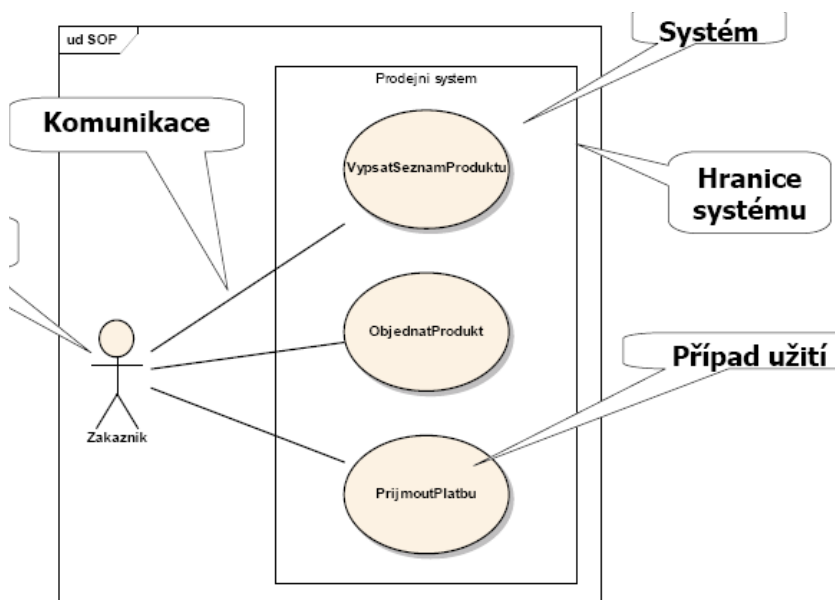 ud SOP
Systém
Prodejni system
Komunikace
VypsatSeznamProduktu
Hranice
systému
ObjednatProdukt
Případ užití
Zakaznik
PrijmoutPlatbu